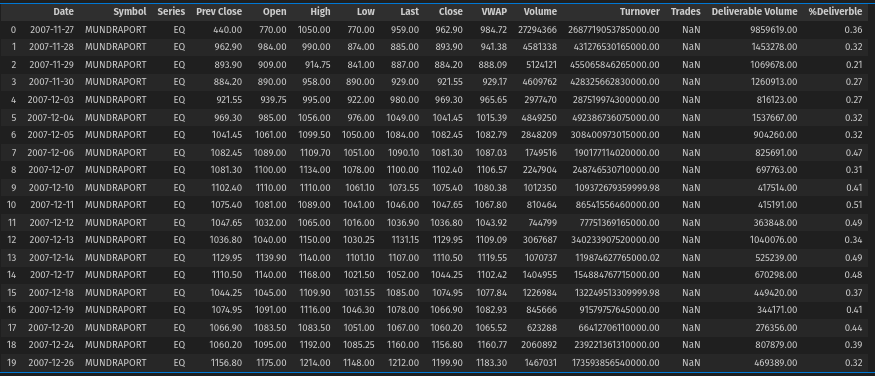 Date Symbol Series Prev Close Open High Low Last Close VWAP Volume Turnover Trades Deliverable Volume %Deliverble
0 2007-11-27 MUNDRAPORT EQ 440.00 770.00 1050.00 770.00 959.00 962.90 984.72 27294366 2687719053785000.00 NaN 9859619.00 0.36
1 2007-11-28 MUNDRAPORT EQ 962.90 984.00 990.00 874.00 885.00 893.90 941.38 4581338 431276530165000.00 NaN 1453278.00 0.32
2 2007-11-29 MUNDRAPORT EQ 893.90 909.00 914.75 841.00 887.00 884.20 888.09 5124121 455065846265000.00 NaN 1069678.00 0.21
3 2007-11-30 MUNDRAPORT EQ 884.20 890.00 958.00 890.00 929.00 921.55 929.17 4609762 428325662830000.00 NaN 1260913.00 0.27
4 2007-12-03 MUNDRAPORT EQ 921.55 939.75 995.00 922.00 980.00 969.30 965.65 2977470 287519974300000.00 NaN 816123.00 0.27
5 2007-12-04 MUNDRAPORT EQ 969.30 985.00 1056.00 976.00 1049.00 1041.45 1015.39 4849250 492386736075000.00 NaN 1537667.00 0.32
6 2007-12-05 MUNDRAPORT EQ 1041.45 1061.00 1099.50 1050.00 1084.00 1082.45 1082.79 2848209 308400973015000.00 NaN 904260.00 0.32
7 2007-12-06 MUNDRAPORT EQ 1082.45 1089.00 1109.70 1051.00 1090.10 1081.30 1087.03 1749516 190177114020000.00 NaN 825691.00 0.47
8 2007-12-07 MUNDRAPORT EQ 1081.30 1100.00 1134.00 1078.00 1100.00 1102.40 1106.57 2247904 248746530710000.00 NaN 697763.00 0.31
9 2007-12-10 MUNDRAPORT EQ 1102.40 1110.00 1110.00 1061.10 1073.55 1075.40 1080.38 1012350 109372679359999.98 NaN 417514.00 0.41
10 2007-12-11 MUNDRAPORT EQ 1075.40 1081.00 1089.00 1041.00 1046.00 1047.65 1067.80 810464 86541556460000.00 NaN 415191.00 0.51
11 2007-12-12 MUNDRAPORT EQ 1047.65 1032.00 1065.00 1016.00 1036.90 1036.80 1043.92 744799 77751369165000.00 NaN 363848.00 0.49
12 2007-12-13 MUNDRAPORT EQ 1036.80 1040.00 1150.00 1030.25 1131.15 1129.95 1109.09 3067687 340233907520000.00 NaN 1040076.00 0.34
13 2007-12-14 MUNDRAPORT EQ 1129.95 1139.90 1140.00 1101.10 1107.00 1110.50 1119.55 1070737 119874627765000.02 NaN 525239.00 0.49
14 2007-12-17 MUNDRAPORT EQ 1110.50 1140.00 1168.00 1021.50 1052.00 1044.25 1102.42 1404955 154884767715000.00 NaN 670298.00 0.48
15 2007-12-18 MUNDRAPORT EQ 1044.25 1045.00 1109.90 1031.55 1085.00 1074.95 1077.84 1226984 132249513309999.98 NaN 449420.00 0.37
16 2007-12-19 MUNDRAPORT EQ 1074.95 1091.00 1116.00 1046.30 1078.00 1066.90 1082.93 845666 91579757645000.00 NaN 344171.00 0.41
17 2007-12-20 MUNDRAPORT EQ 1066.90 1083.50 1083.50 1051.00 1067.00 1060.20 1065.52 623288 66412706110000.00 NaN 276356.00 0.44
18 2007-12-24 MUNDRAPORT EQ 1060.20 1095.00 1192.00 1085.25 1160.00 1156.80 1160.77 2060892 239221361310000.00 NaN 807879.00 0.39
19 2007-12-26 MUNDRAPORT EQ 1156.80 1175.00 1214.00 1148.00 1212.00 1199.90 1183.30 1467031 173593856540000.00 NaN 469389.00 0.32